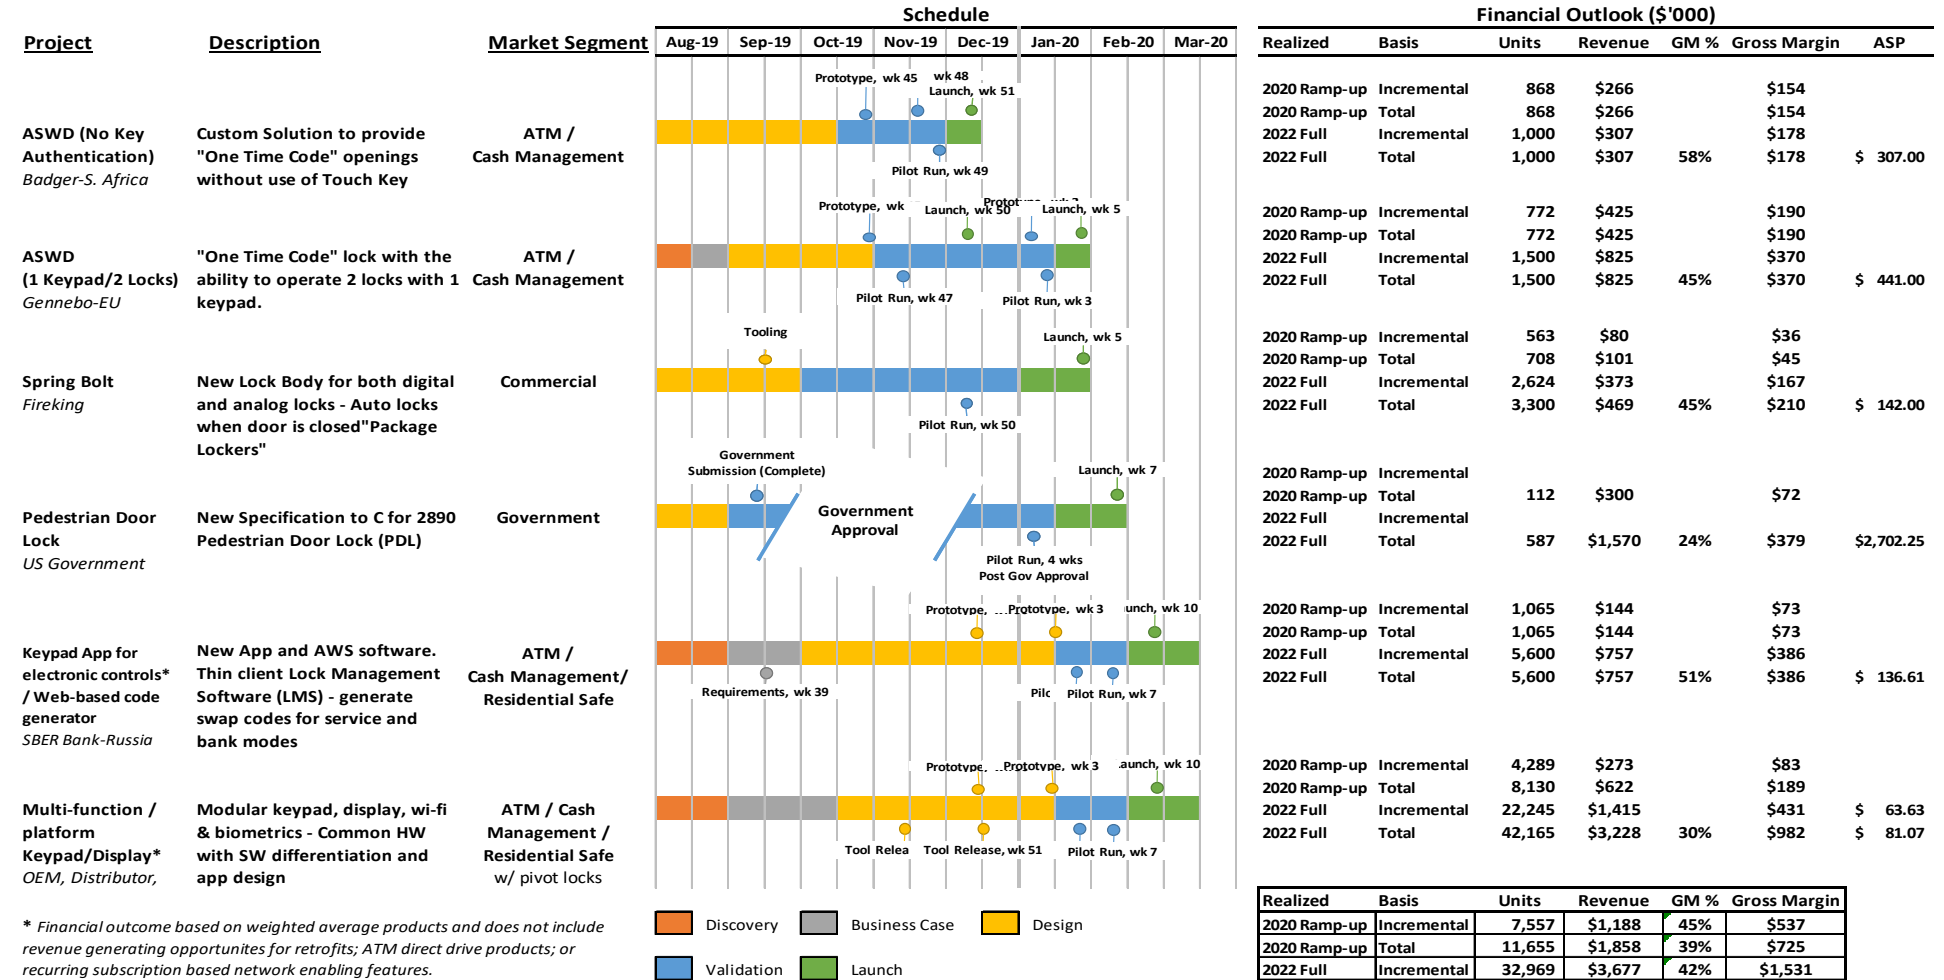 Schedule
Financial Outlook ($'000)
Project Description Market Segment Aug-19 Sep-19 Oct-19 Nov-19 Dec-19 Jan-20 Feb-20 Mar-20 Realized Basis Units Revenue GM % Gross Margin ASP
Prototype, wk 45 wk 48
Launch, wk 51
ASWD (No Key
Authentication)
Badger-S. Africa
Custom Solution to provide
"One Time Code" openings
without use of Touch Key
ATM /
Cash Management
Pilot Run, wk 49
2020 Ramp-up Incremental 868 $266 $154
2020 Ramp-up Total 868 $266 $154
2022 Full Incremental 1,000 $307 $178
2022 Full Total 1,000 $307 58% $178 $ 307.00
Prototype, wk
Launch, wk 50
Launch, wk 5
ASWD
(1 Keypad/2 Locks)
Gennebo-EU
"One Time Code" lock with the
ability to operate 2 locks with 1
keypad.
ATM /
Cash Management
Pilot Run, wk 47
Pilot Run, wk 3
2020 Ramp-up Incremental 772 $425 $190
2020 Ramp-up Total 772 $425 $190
2022 Full Incremental 1,500 $825 $370
2022 Full Total 1,500 $825 45% $370 $ 441.00
Tooling
Launch, wk 5
Spring Bolt
Fireking
New Lock Body for both digital
and analog locks - Auto locks
when door is closed"Package
Lockers"
Commercial
Pilot Run, wk 50
2020 Ramp-up Incremental 563 $80 $36
2020 Ramp-up Total 708 $101 $45
2022 Full Incremental 2,624 $373 $167
2022 Full Total 3,300 $469 45% $210 $ 142.00
Government
Submission (Complete)
Launch, wk 7
Pedestrian Door
Lock
US Government
New Specification to C for 2890
Pedestrian Door Lock (PDL)
Government
Government
Approval
Pilot Run, 4 wks
Post Gov Approval
2020 Ramp-up Incremental
2020 Ramp-up Total 112 $300 $72
2022 Full Incremental
2022 Full Total 587 $1,570 24% $379 $2,702.25
Prototype, Prototype, wk 3 unch, wk 10
Keypad App for
electronic controls*
/ Web-based code
generator
SBER Bank-Russia
New App and AWS software.
Thin client Lock Management
Software (LMS) - generate
swap codes for service and
bank modes
ATM /
Cash Management/
Residential Safe
Requirements, wk 39
Pilo Pilot Run, wk 7
2020 Ramp-up Incremental 1,065 $144 $73
2020 Ramp-up Total 1,065 $144 $73
2022 Full Incremental 5,600 $757 $386
2022 Full Total 5,600 $757 51% $386 $ 136.61
Prototype, Prototype, wk 3 aunch, wk 10
Multi-function /
platform
Keypad/Display*
OEM, Distributor,
Modular keypad, display, wi-fi
& biometrics - Common HW
with SW differentiation and
app design
ATM / Cash
Management /
Residential Safe
w/ pivot locks
Tool Relea Tool Release, wk 51 Pilot Run, wk 7
2020 Ramp-up Incremental 4,289 $273 $83
2020 Ramp-up Total 8,130 $622 $189
2022 Full Incremental 22,245 $1,415 $431 $ 63.63
2022 Full Total 42,165 $3,228 30% $982 $ 81.07
* Financial outcome based on weighted average products and does not include
revenue generating opportunites for retrofits; ATM direct drive products; or
recurring subscription based network enabling features.
Discovery Business Case Design
Validation Launch
Realized Basis Units Revenue GM % Gross Margin
2020 Ramp-up Incremental 7,557 $1,188 45% $537
2020 Ramp-up Total 11,655 $1,858 39% $725
2022 Full Incremental 32,969 $3,677 42% $1,531